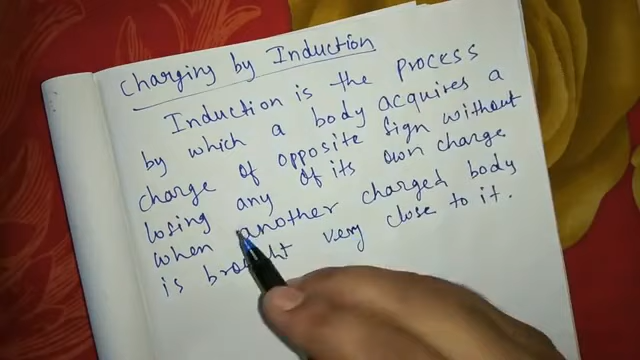 Charging by Induction
Induction is the process
by which a body acquires a
charge of opposite sign without
losing any of its own charge
when another charged body
is brought very close to it.